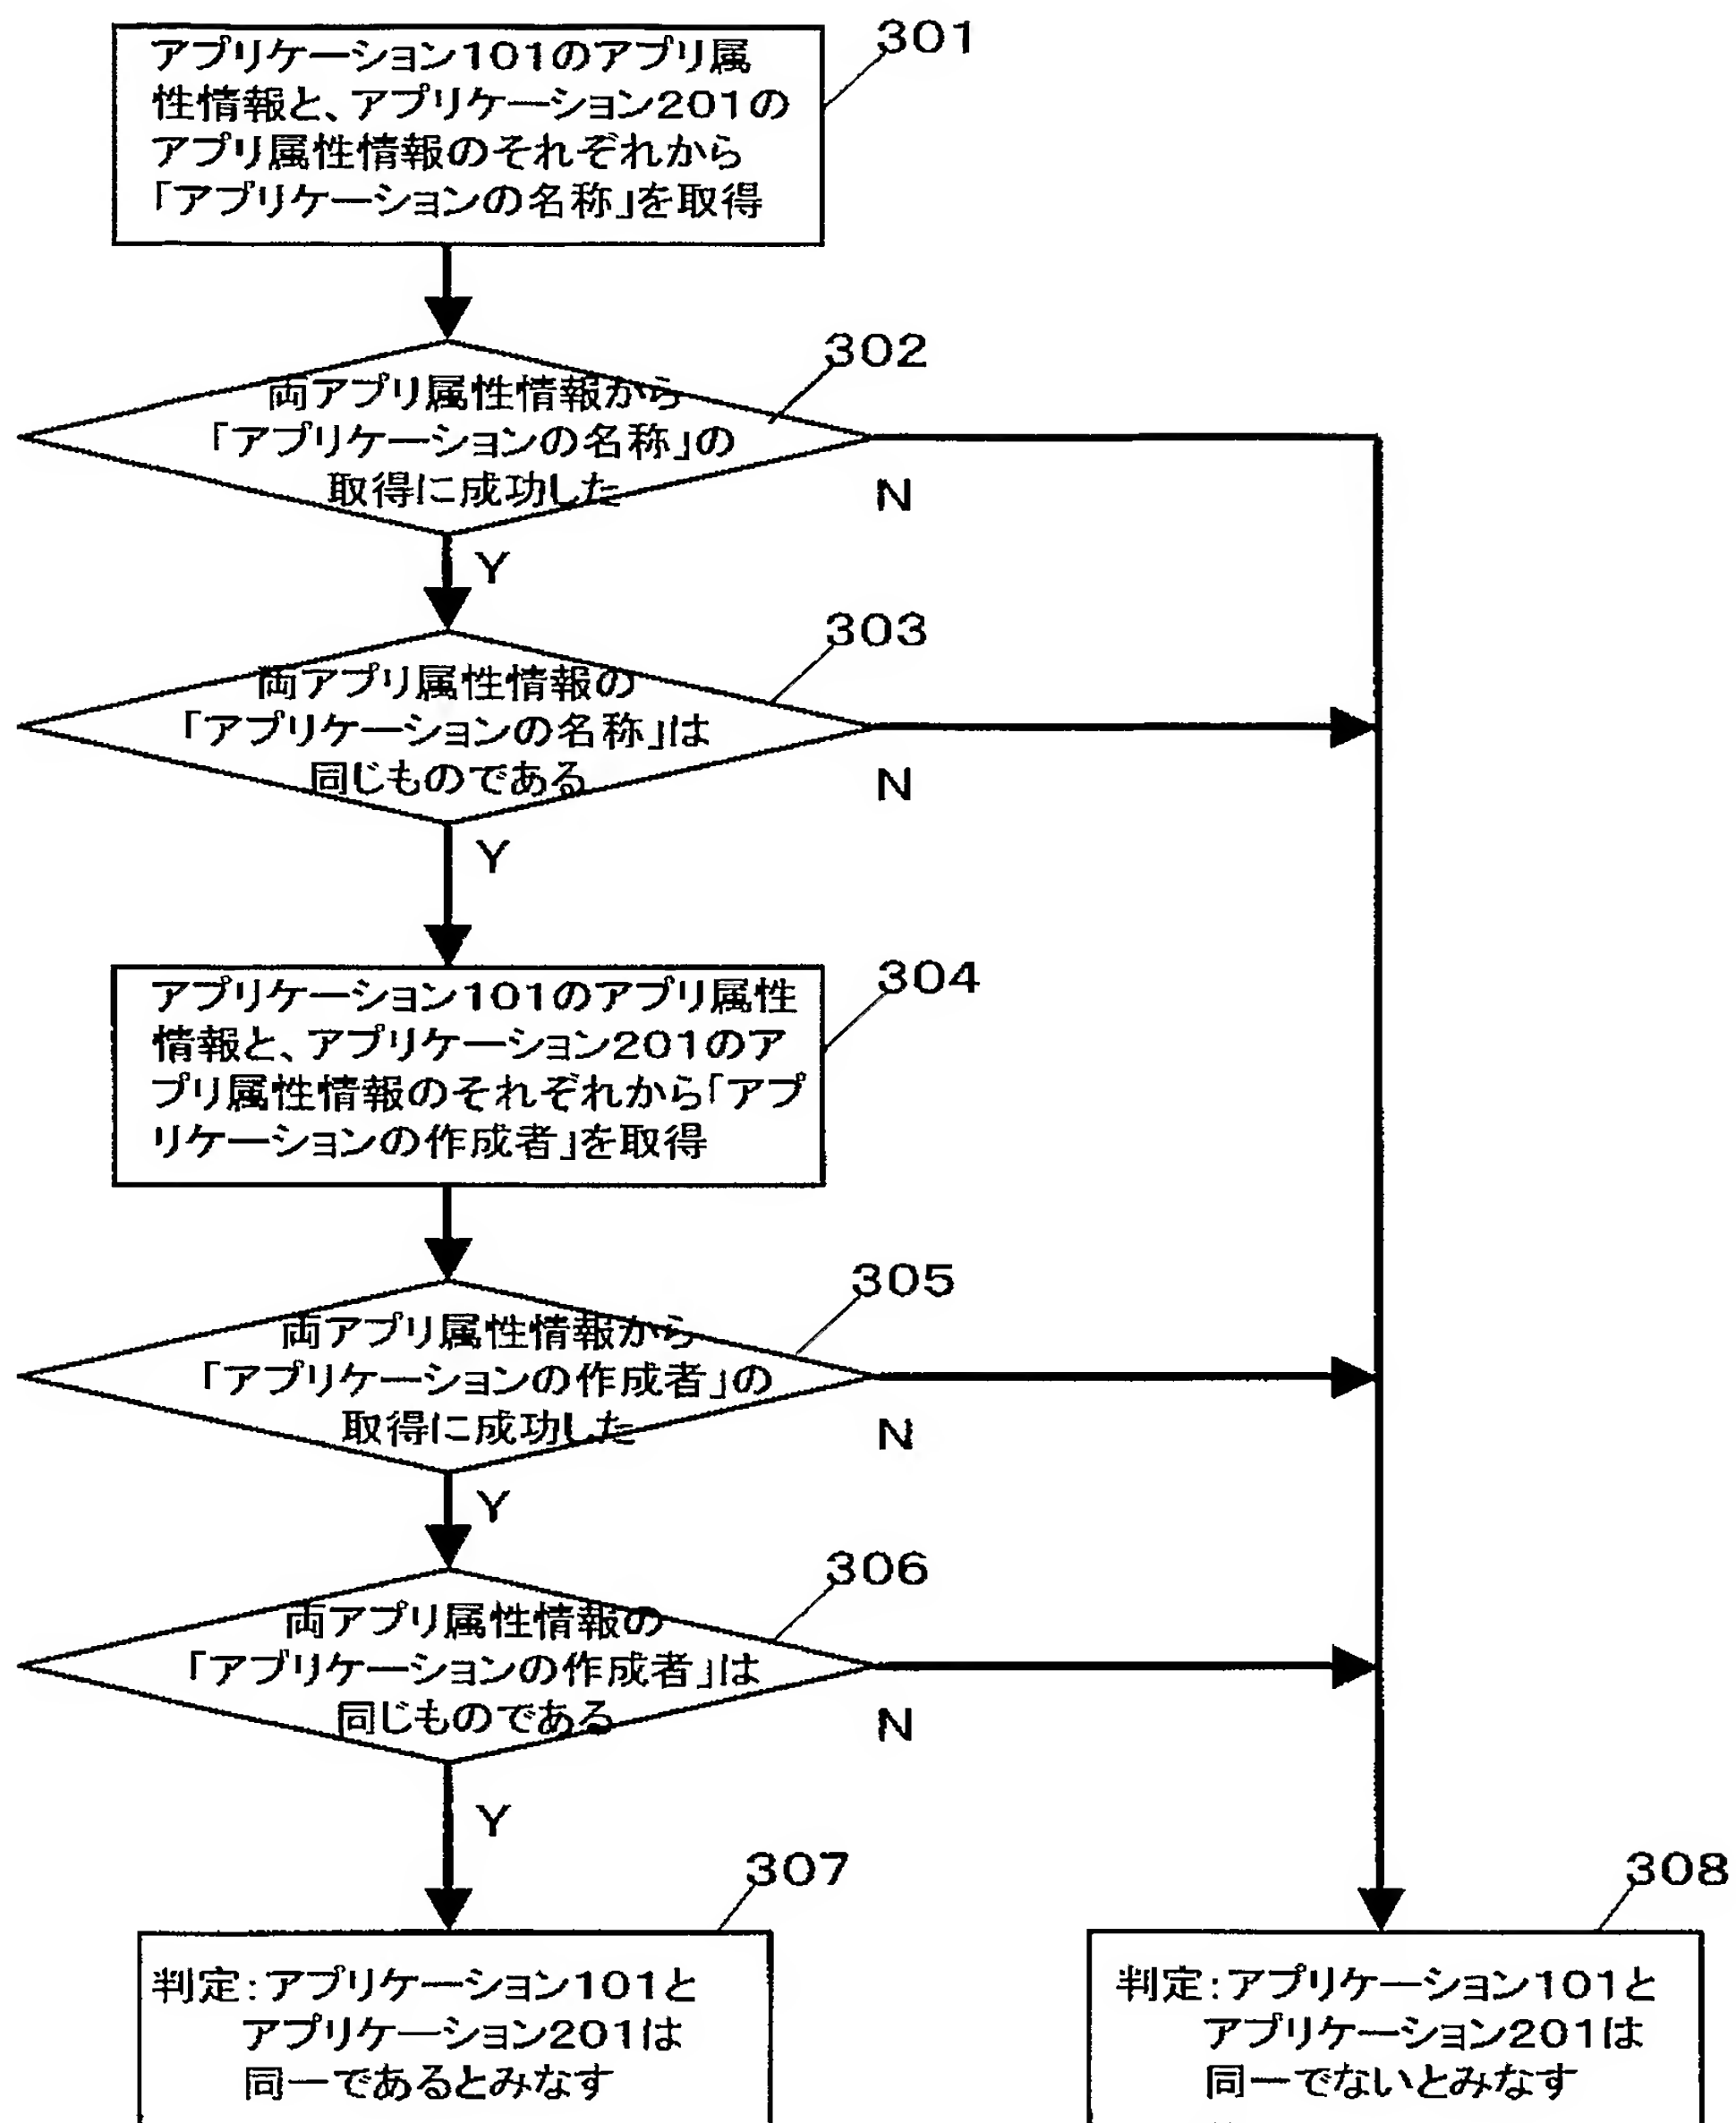 301
アプリケーション101のアプリ属
性情報と、アプリケーション201の
アプリ属性情報のそれぞれから
「アプリケーションの名称」を取得
302
両アプリ属性情報から
「アプリケーションの名称」の
取得に成功した
N
Y
303
両アプリ属性情報の
「アプリケーションの名称」は
同じものである
N
Y
304
アプリケーション101のアプリ属性
情報と、アプリケーション201のア
プリ属性情報のそれぞれから「アプ
リケーションの作成者」を取得
305
両アプリ属性情報から
「アプリケーションの作成者」の
取得に成功した
N
Y
306
両アプリ属性情報の
「アプリケーションの作成者」は
同じものである
N
Y
307
判定:アプリケーション101と
アプリケーション201は
同一であるとみなす
308
判定:アプリケーション101と
アプリケーション201は
同一でないとみなす